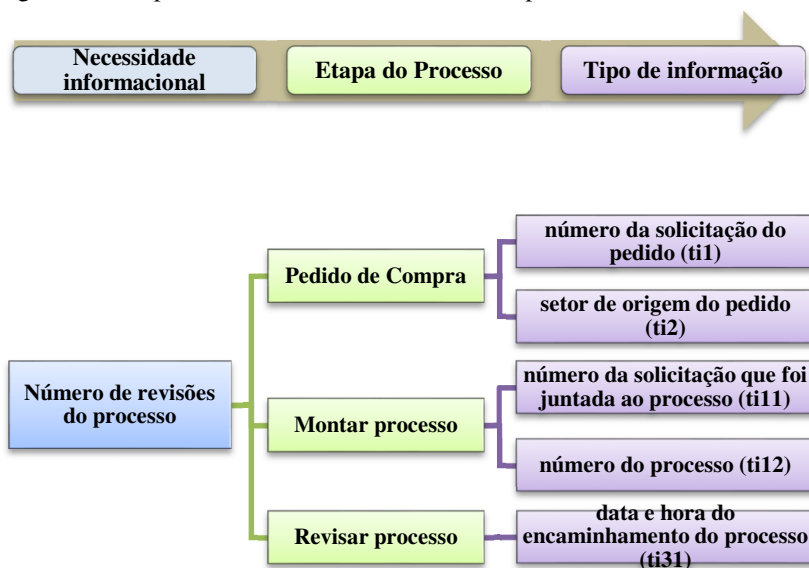 Necessidade
informacional
Etapa do Processo
Tipo de informação
número da solicitação do
pedido (ti1)
Pedido de Compra
setor de origem do pedido
(ti2)
Número de revisões
do processo
número da solicitação que foi
juntada ao processo (ti11)
Montar processo
número do processo (ti12)
Revisar processo
data e hora do
encaminhamento do processo
(ti31)